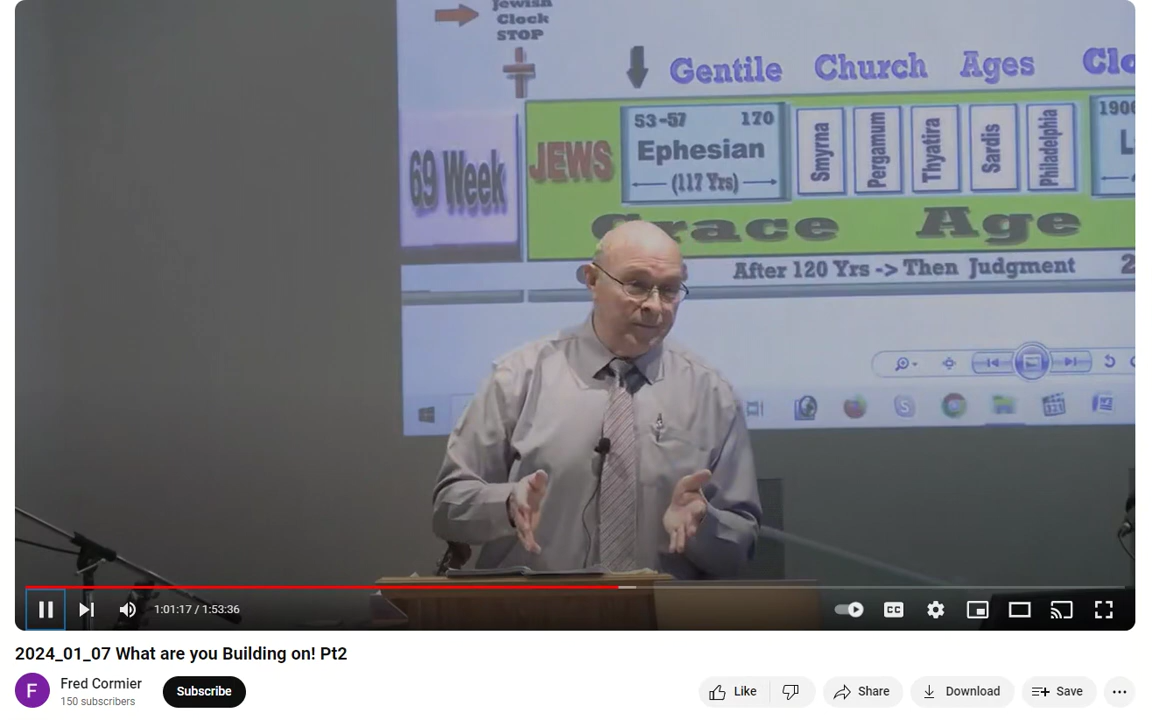 Jewish
Clock
STOP
Gentile Church Ages
69 Week
JEWS
53-57 170
Ephesian
(117 Yrs)
Smyrna
Pergamum
Thyatira
Sardis
Philadelphia
Grace Age
After 120 Yrs -> Then Judgment
1:01:17 / 1:53:36
CC
2024_01_07 What are you Building on! Pt2
F
Fred Cormier
150 subscribers
Subscribe
Like
Share
Download
Save